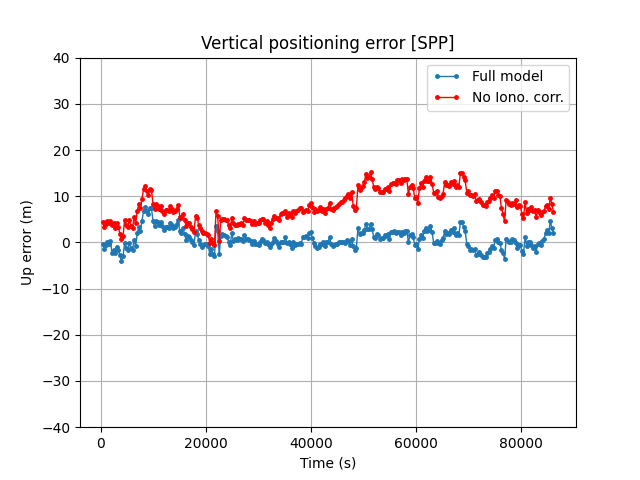 Vertical positioning error [SPP]
Full model
No Iono. corr.
Up error (m)
40
30
20
10
0
−10
−20
−30
−40
0 20000 40000 60000 80000
Time (s)